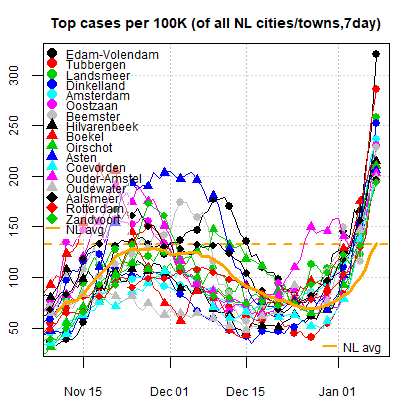 Top cases per 100K (of all NL cities/towns,7day)
300
250
200
150
100
50
Edam-Volendam
Tubbergen
Landsmeer
Dinkelland
Amsterdam
Oostzaan
Beemster
Hilvarenbeek
Boekel
Oirschot
Asten
Coevorden
Ouder-Amstel
Oudewater
Aalsmeer
Rotterdam
Zandvoort
NL avg
NL avg
Nov 15
Dec 01
Dec 15
Jan 01